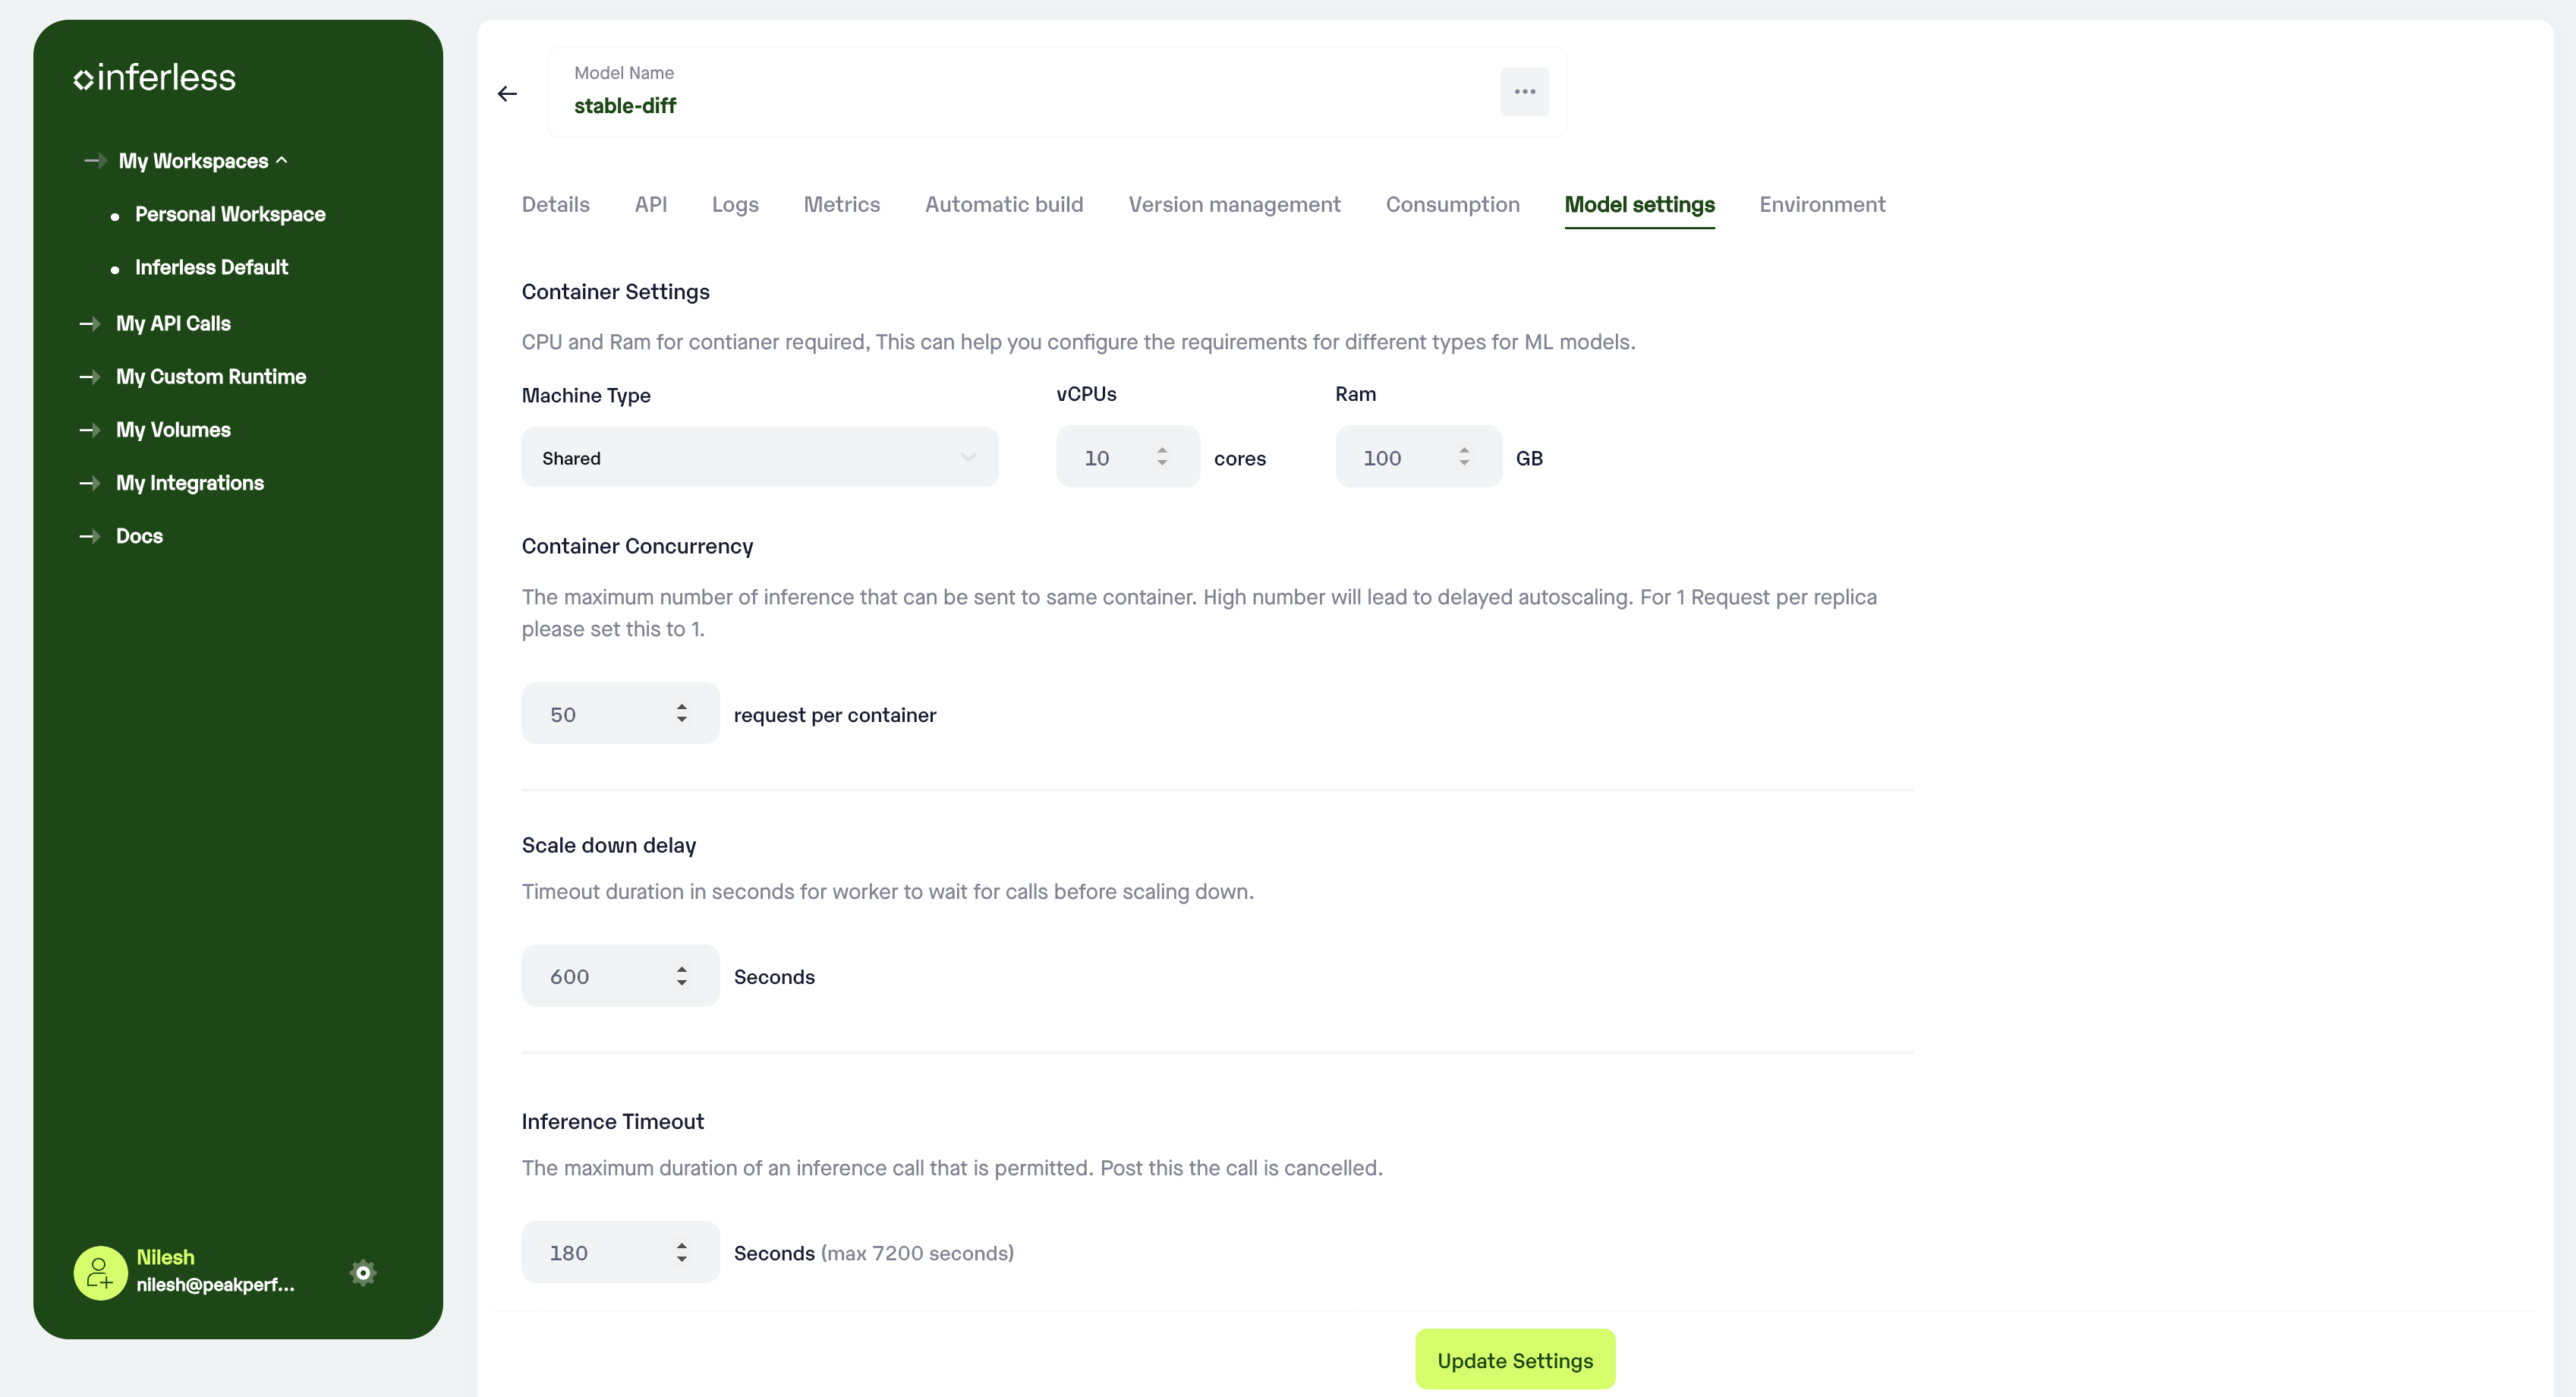 inferless
My Workspaces
Personal Workspace
Inferless Default
My API Calls
My Custom Runtime
My Volumes
My Integrations
Docs
Nilesh
nilesh@peakperf...
Model Name
stable-diff
Details API Logs Metrics Automatic build Version management Consumption Model settings Environment
Container Settings
CPU and Ram for contianer required, This can help you configure the requirements for different types for ML models.
Machine Type vCPUs Ram
Shared 10 cores 100 GB
Container Concurrency
The maximum number of inference that can be sent to same container. High number will lead to delayed autoscaling. For 1 Request per replica
please set this to 1.
50 request per container
Scale down delay
Timeout duration in seconds for worker to wait for calls before scaling down.
600 Seconds
Inference Timeout
The maximum duration of an inference call that is permitted. Post this the call is cancelled.
180 Seconds (max 7200 seconds)
Update Settings